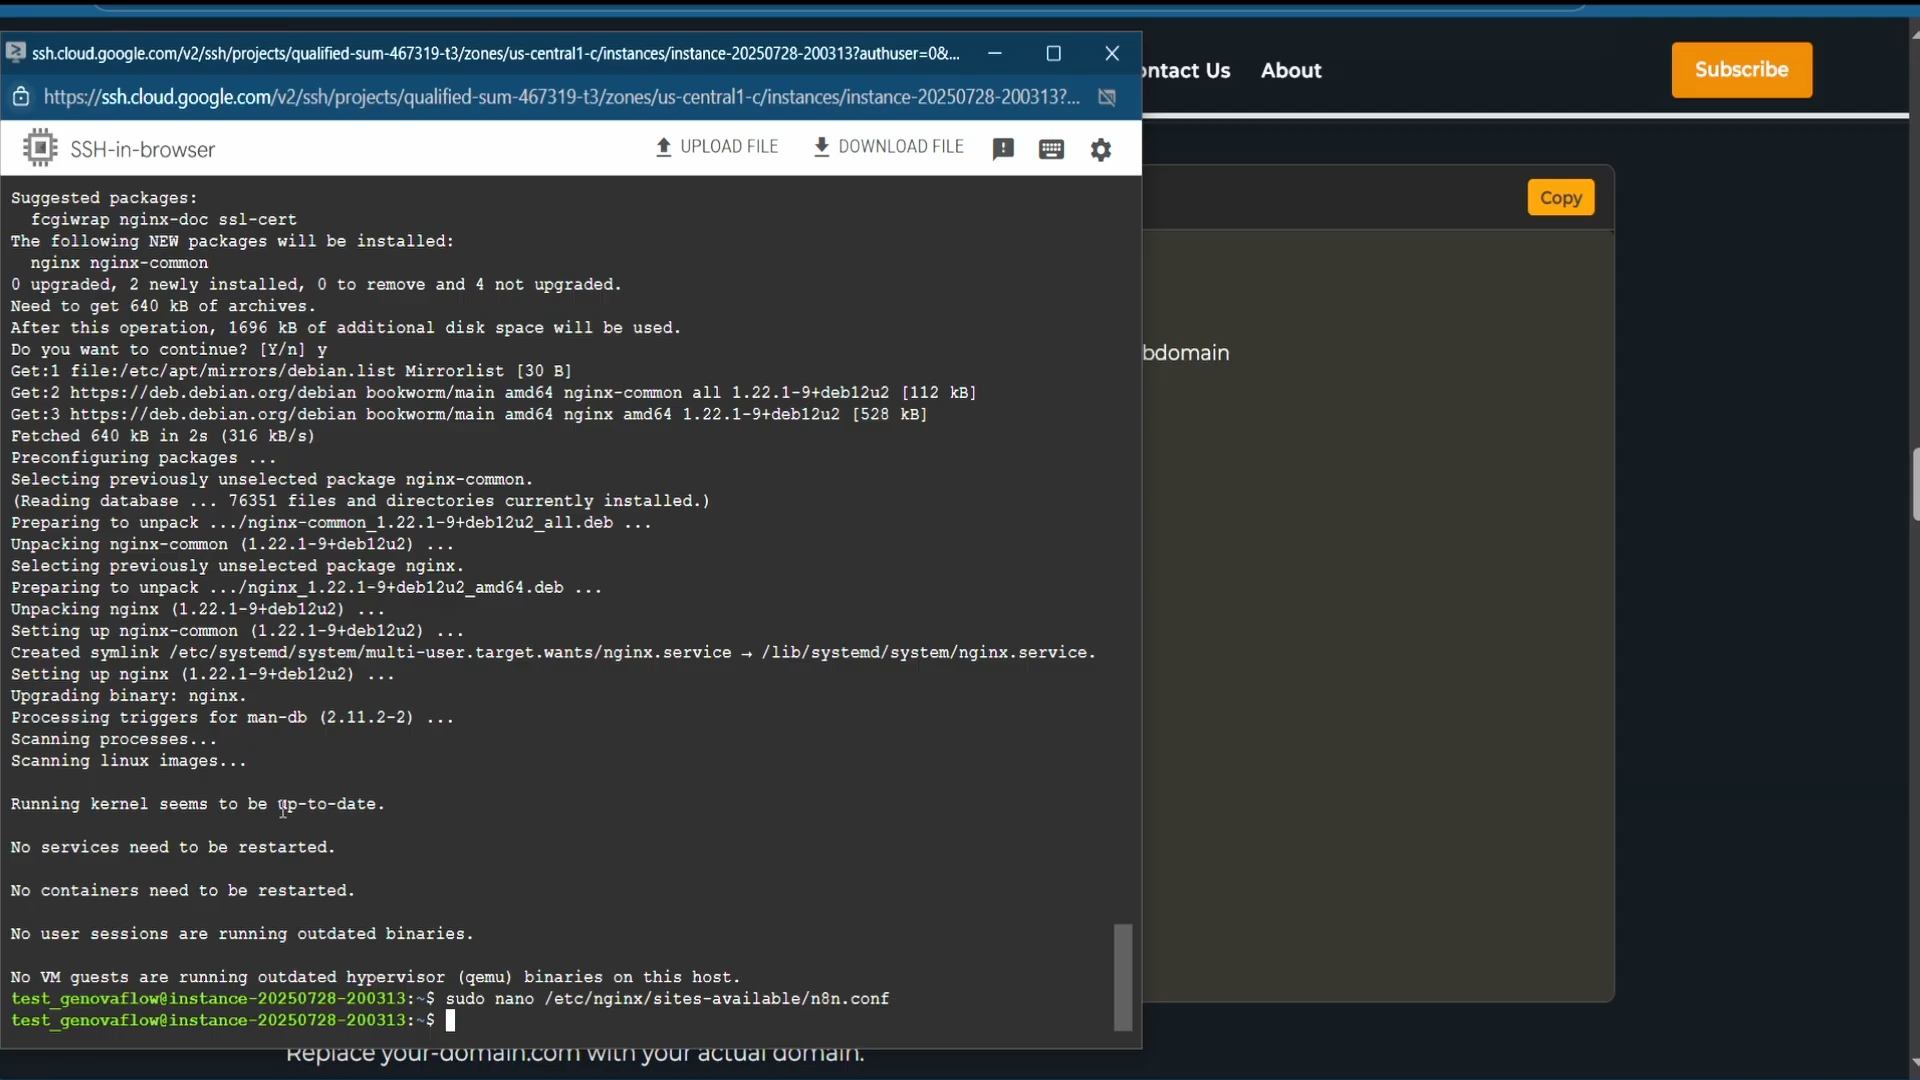 ssh.cloud.google.com/v2/ssh/projects/qualified-sum-467319-t3/zones/us-central1-c/instances/instance-20250728-200313?authuser=0&...
https://ssh.cloud.google.com/v2/ssh/projects/qualified-sum-467319-t3/zones/us-central1-c/instances/instance-20250728-200313?...
ontact Us About
Subscribe
SSH-in-browser
UPLOAD FILE
DOWNLOAD FILE
Copy
bdomain
Suggested packages:
fcgiwrap nginx-doc ssl-cert
The following NEW packages will be installed:
nginx nginx-common
0 upgraded, 2 newly installed, 0 to remove and 4 not upgraded.
Need to get 640 kB of archives.
After this operation, 1696 kB of additional disk space will be used.
Do you want to continue? [Y/n] y
Get:1 file:/etc/apt/mirrors/debian.list Mirrorlist [30 B]
Get:2 https://deb.debian.org/debian bookworm/main amd64 nginx-common all 1.22.1-9+deb12u2 [112 kB]
Get:3 https://deb.debian.org/debian bookworm/main amd64 nginx amd64 1.22.1-9+deb12u2 [528 kB]
Fetched 640 kB in 2s (316 kB/s)
Preconfiguring packages ...
Selecting previously unselected package nginx-common.
(Reading database ... 76351 files and directories currently installed.)
Preparing to unpack .../nginx-common_1.22.1-9+deb12u2_all.deb ...
Unpacking nginx-common (1.22.1-9+deb12u2) ...
Selecting previously unselected package nginx.
Preparing to unpack .../nginx_1.22.1-9+deb12u2_amd64.deb ...
Unpacking nginx (1.22.1-9+deb12u2) ...
Setting up nginx-common (1.22.1-9+deb12u2) ...
Created symlink /etc/systemd/system/multi-user.target.wants/nginx.service → /lib/systemd/system/nginx.service.
Setting up nginx (1.22.1-9+deb12u2) ...
Upgrading binary: nginx.
Processing triggers for man-db (2.11.2-2) ...
Scanning processes...
Scanning linux images...
Running kernel seems to be up-to-date.
No services need to be restarted.
No containers need to be restarted.
No user sessions are running outdated binaries.
No VM guests are running outdated hypervisor (qemu) binaries on this host.
test_genovaflow@instance-20250728-200313:~$ sudo nano /etc/nginx/sites-available/n8n.conf
test_genovaflow@instance-20250728-200313:~$
Replace your-domain.com with your actual domain.